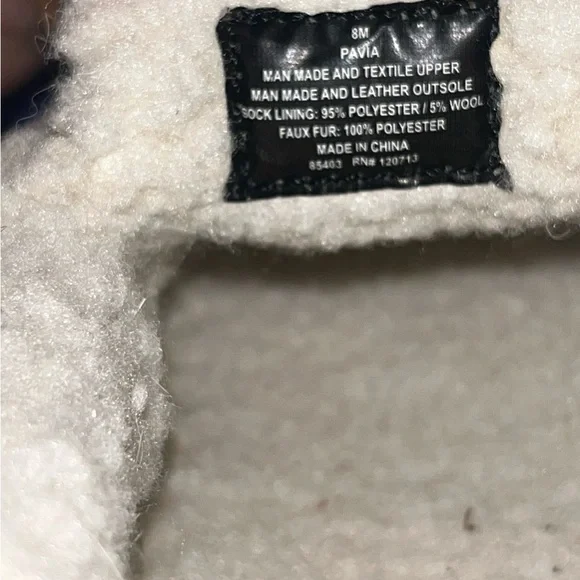 8M
PAVIA
MAN MADE AND TEXTILE UPPER
MAN MADE AND LEATHER OUTSOLE
SOCK LINING: 95% POLYESTER / 5% WOOL
FAUX FUR: 100% POLYESTER
MADE IN CHINA
85403 RN# 120713